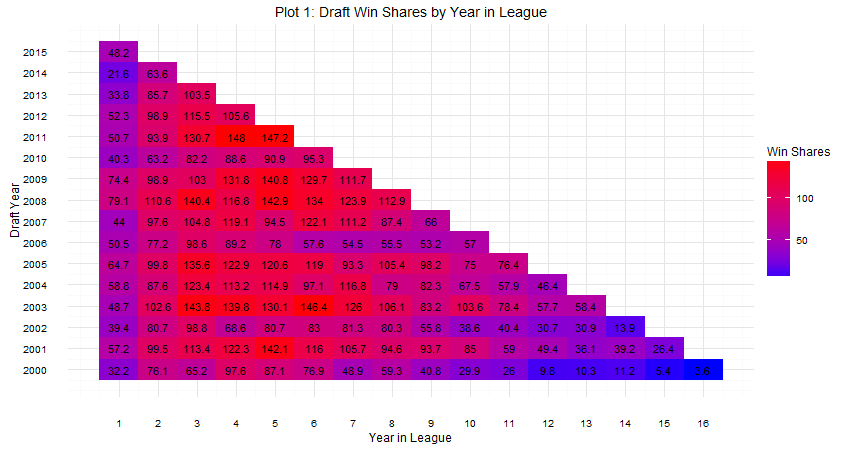 Plot 1: Draft Win Shares by Year in League
2015 48.2
2014 21.6 63.6
2013 33.8 85.7 103.5
2012 52.3 98.9 115.5 105.6
2011 50.7 93.9 130.7 148 147.2
2010 40.3 63.2 82.2 88.6 90.9 95.3
2009 74.4 98.9 103 131.8 140.8 129.7 111.7
2008 79.1 110.6 140.4 116.8 142.9 134 123.9 112.9
2007 44 97.6 104.8 119.1 94.5 122.1 111.2 87.4 66
2006 50.5 77.2 98.6 89.2 78 57.6 54.5 55.5 53.2 57
2005 64.7 99.8 135.6 122.9 120.6 119 93.3 105.4 98.2 75 76.4
2004 58.8 87.6 123.4 113.2 114.9 97.1 116.8 79 82.3 67.5 57.9 46.4
2003 48.7 102.6 143.8 139.8 130.1 146.4 126 106.1 83.2 103.6 78.4 57.7 58.4
2002 39.4 80.7 98.8 68.6 80.7 83 81.3 80.3 55.8 38.6 40.4 30.7 30.9 13.9
2001 57.2 99.5 113.4 122.3 142.1 116 105.7 94.6 93.7 85 59 49.4 36.1 39.2 26.4
2000 32.2 76.1 65.2 97.6 87.1 76.9 48.9 59.3 40.8 29.9 26 9.8 10.3 11.2 5.4 3.6
1 2 3 4 5 6 7 8 9 10 11 12 13 14 15 16
Year in League
Draft Year
Win Shares
100
50